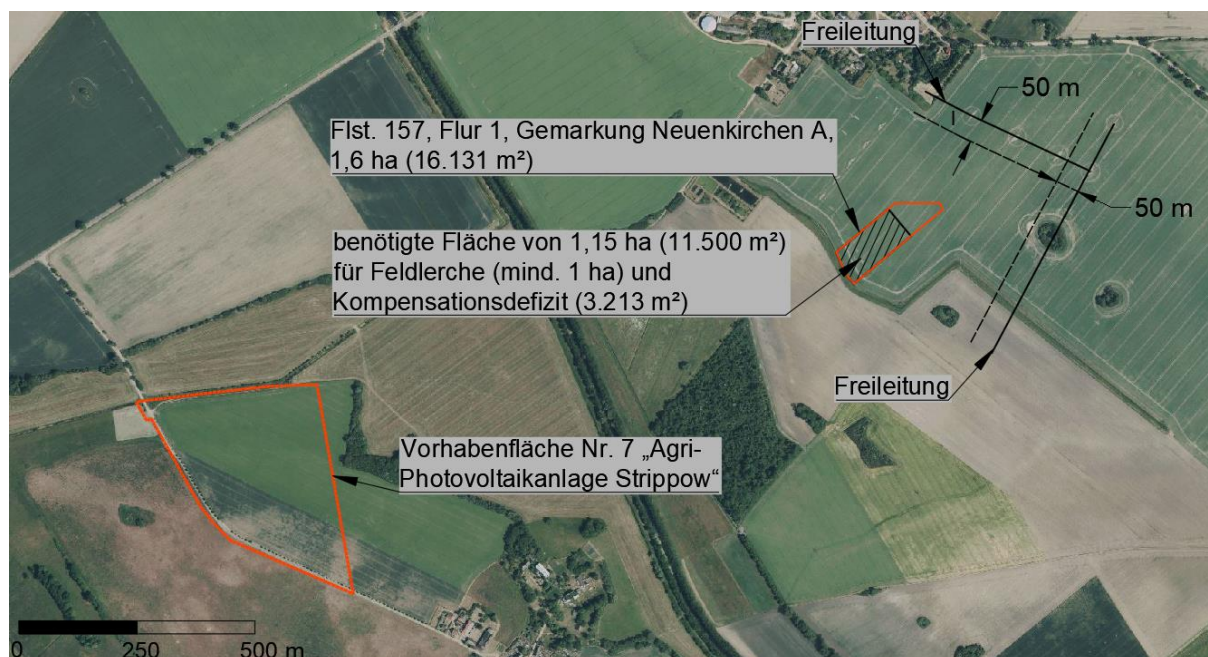 Freileitung
50 m
Flst. 157, Flur 1, Gemarkung Neuenkirchen A,
1,6 ha (16.131 m²)
50 m
benötigte Fläche von 1,15 ha (11.500 m²)
für Feldlerche (mind. 1 ha) und
Kompensationsdefizit (3.213 m²)
Freileitung
Vorhabenfläche Nr. 7 „Agri-
Photovoltaikanlage Strippow“
0 250 500 m